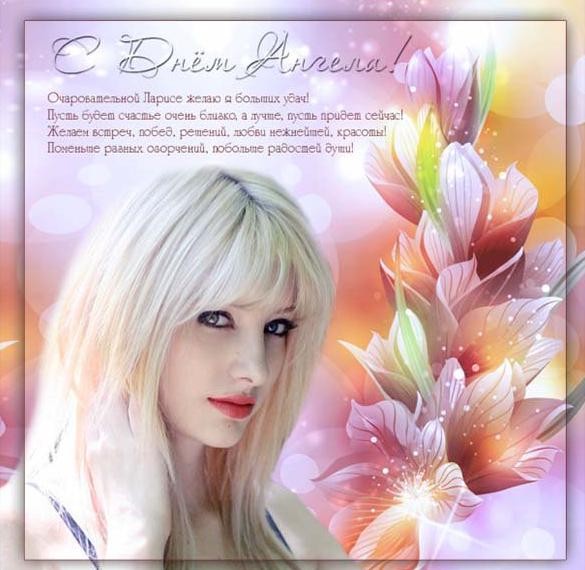 С Днём Ангела!
Очаровательной Ларисе желаю я больших удач!
Пусть будет счастье очень близко, а лучше, пусть придет сейчас!
Желаем встреч, побед, решений, любви нежнейшей, красоты!
Поменьше разных огорчений, побольше радостей души!